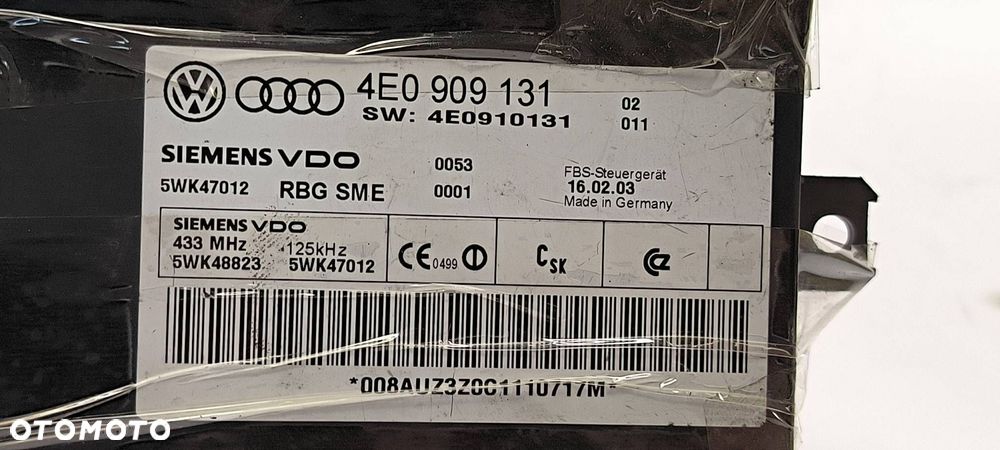 4E0 909 131
02
SW: 4E0910131
011
SIEMENS VDO
0053
FBS-Steuergerät
5WK47012 RBG SME
0001
16.02.03
Made in Germany
SIEMENS VDO
433 MHz 125kHz
5WK48823 5WK47012
CE 0499
CSK
*008AUZ3Z0C1110717M*
OTOMOTO